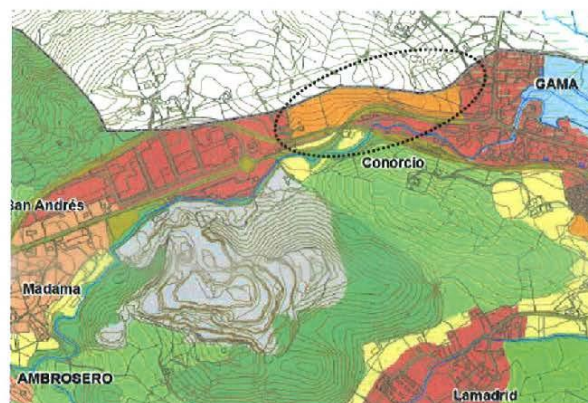 GAMA
Conorcio
San Andrés
Madama
AMBROSERO
Lamadrid